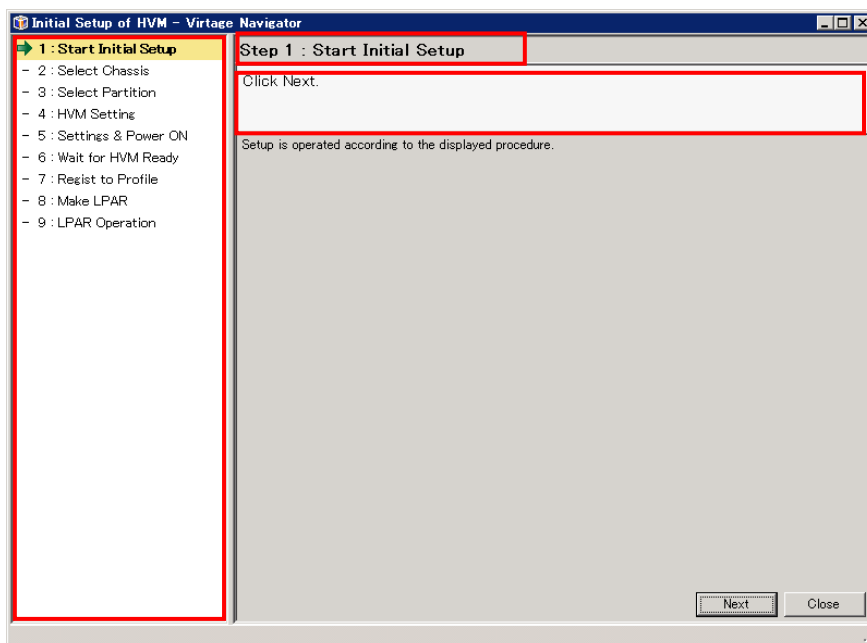 Initial Setup of HVM - Virtage Navigator
1 : Start Initial Setup
- 2 : Select Chassis
- 3 : Select Partition
- 4 : HVM Setting
- 5 : Settings & Power ON
- 6 : Wait for HVM Ready
- 7 : Regist to Profile
- 8 : Make LPAR
- 9 : LPAR Operation
Step 1 : Start Initial Setup
Click Next.
Setup is operated according to the displayed procedure.
Next
Close